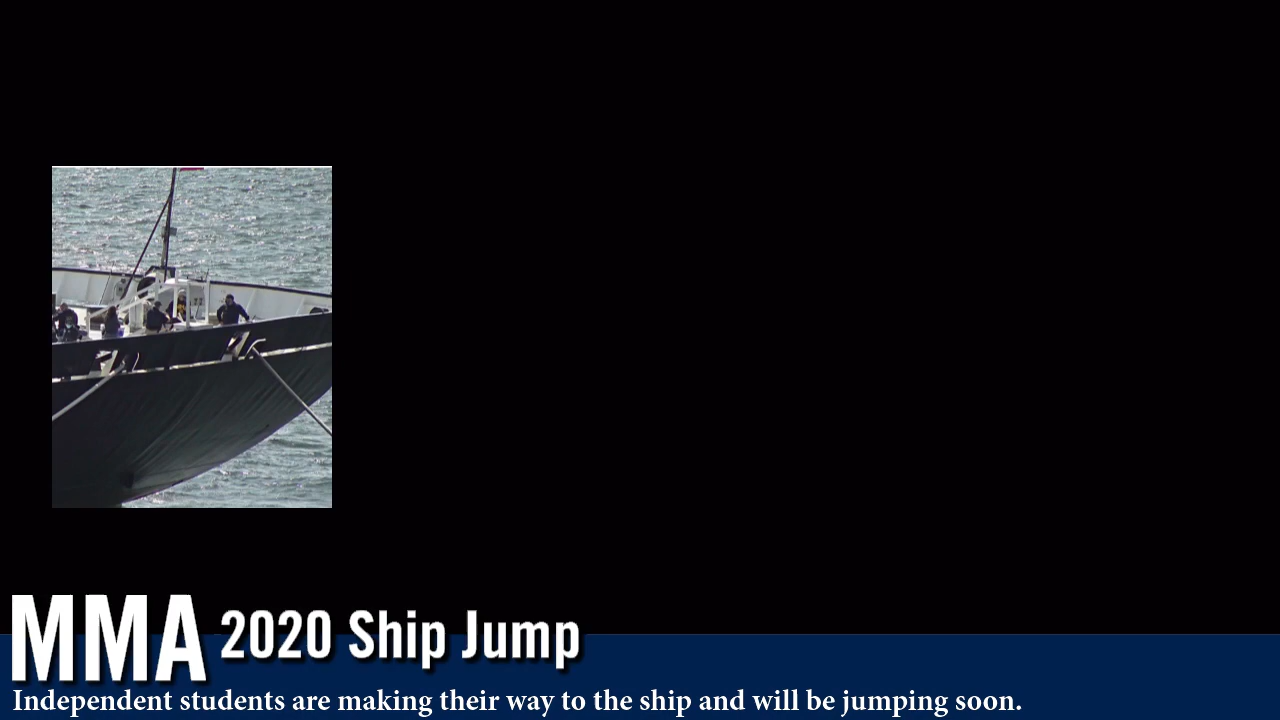 MMA 2020 Ship Jump
Independent students are making their way to the ship and will be jumping soon.